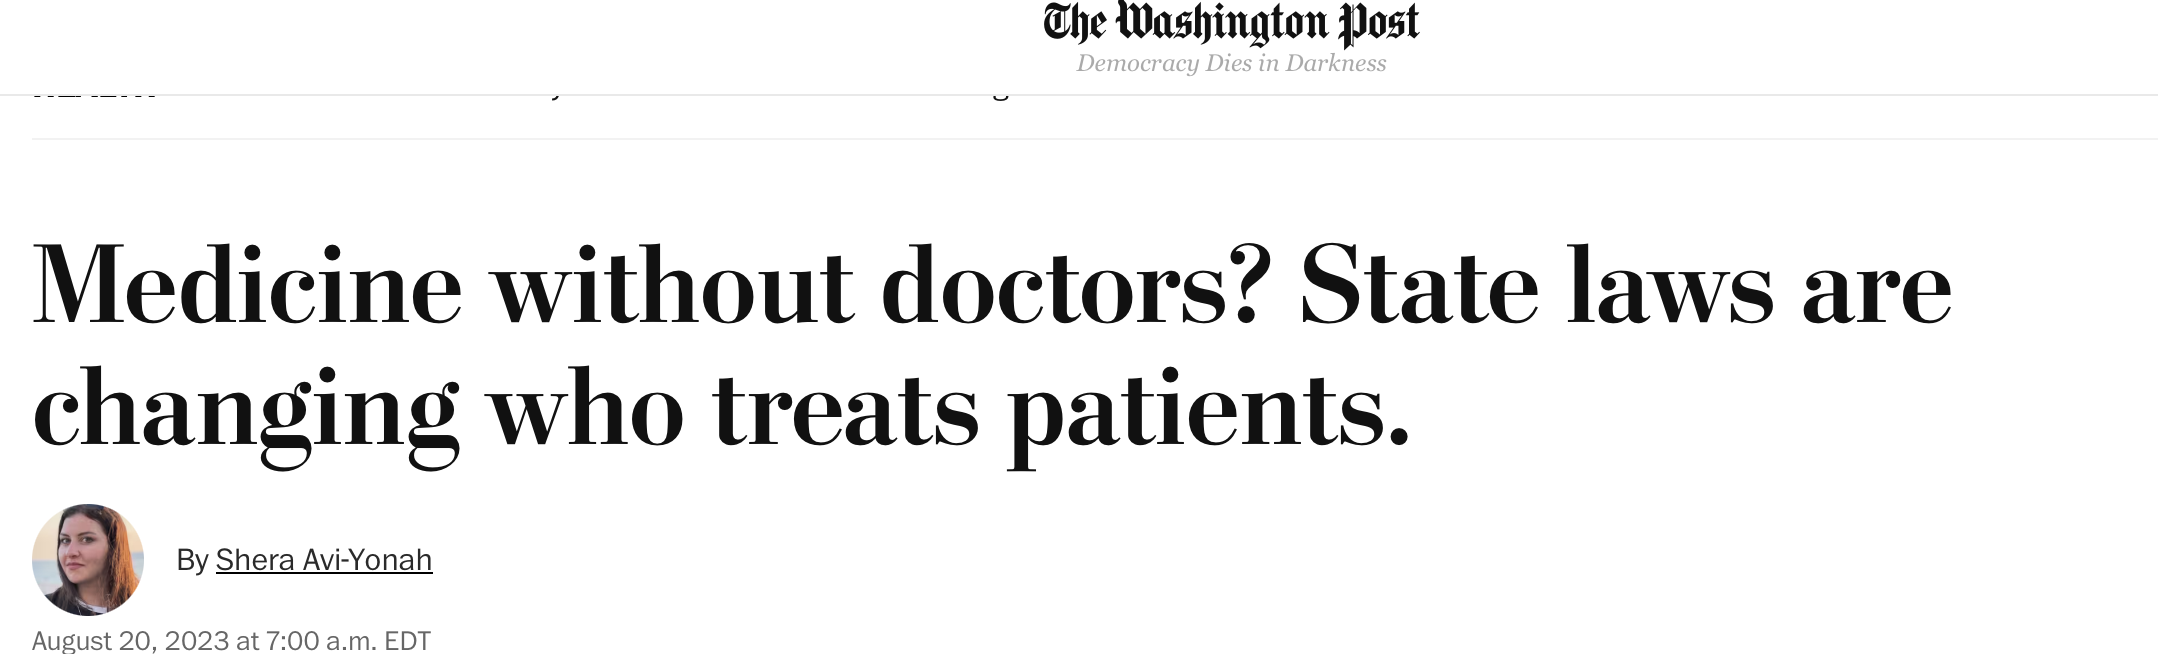 The Washington Post
Democracy Dies in Darkness
Medicine without doctors? State laws are
changing who treats patients.
By Shera Avi-Yonah
August 20, 2023 at 7:00 a.m. EDT